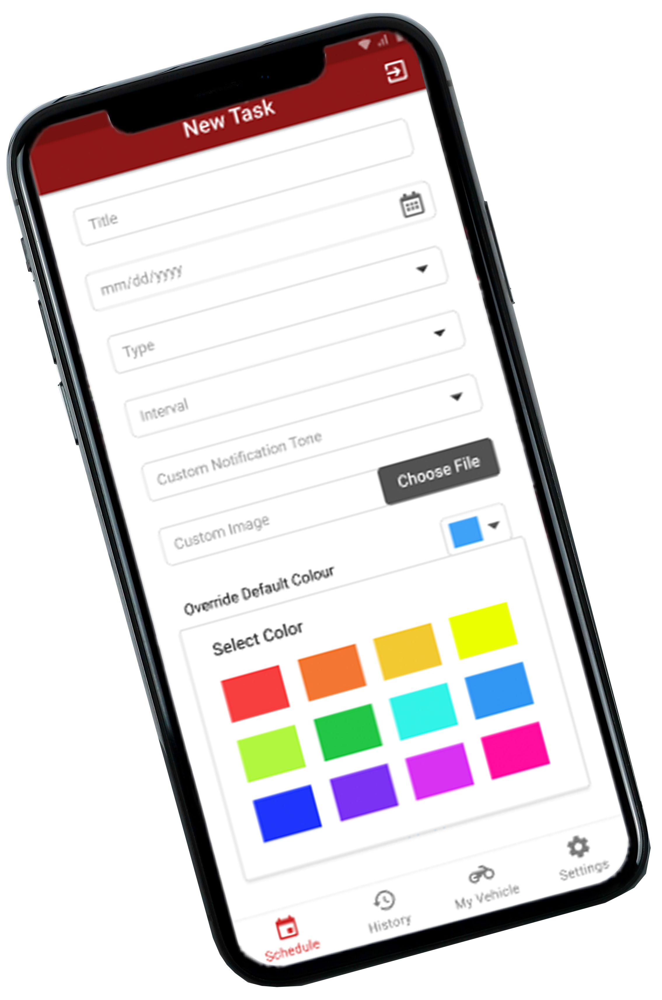 New Task
Title
mm/dd/yyyy
Type
Interval
Custom Notification Tone
Custom Image
Choose File
Override Default Colour
Select Color
Schedule
History
My Vehicle
Settings